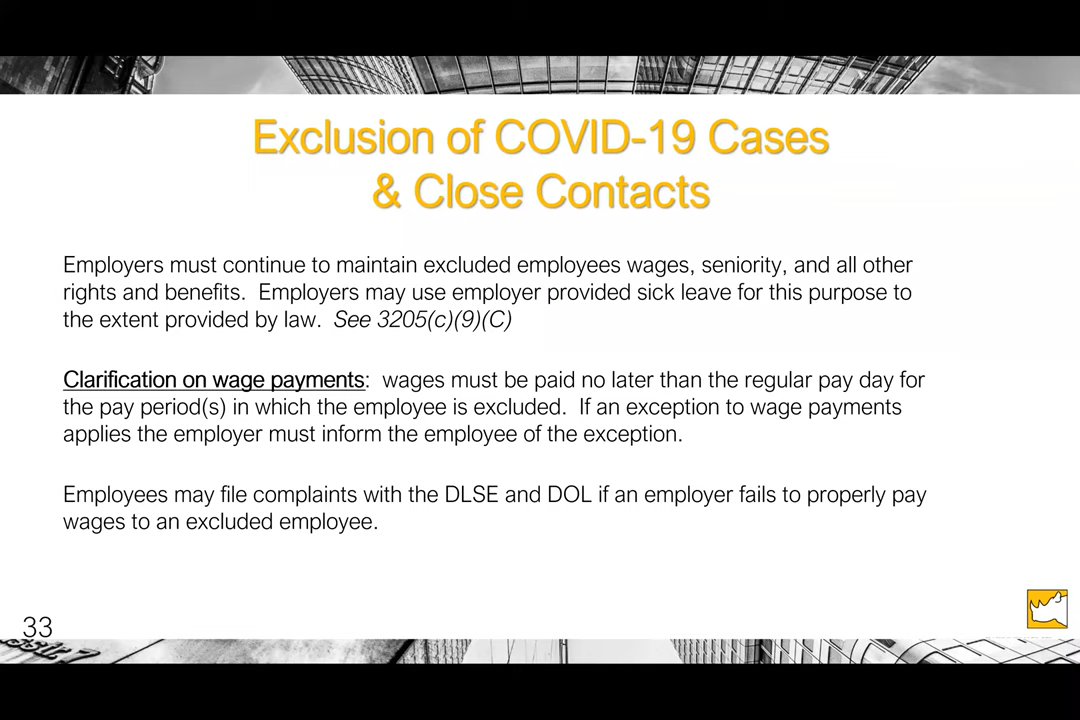 Exclusion of COVID-19 Cases
& Close Contacts
Employers must continue to maintain excluded employees wages, seniority, and all other
rights and benefits. Employers may use employer provided sick leave for this purpose to
the extent provided by law. See 3205(c)(9)(C)
Clarification on wage payments: wages must be paid no later than the regular pay day for
the pay period(s) in which the employee is excluded. If an exception to wage payments
applies the employer must inform the employee of the exception.
Employees may file complaints with the DLSE and DOL if an employer fails to properly pay
wages to an excluded employee.
33